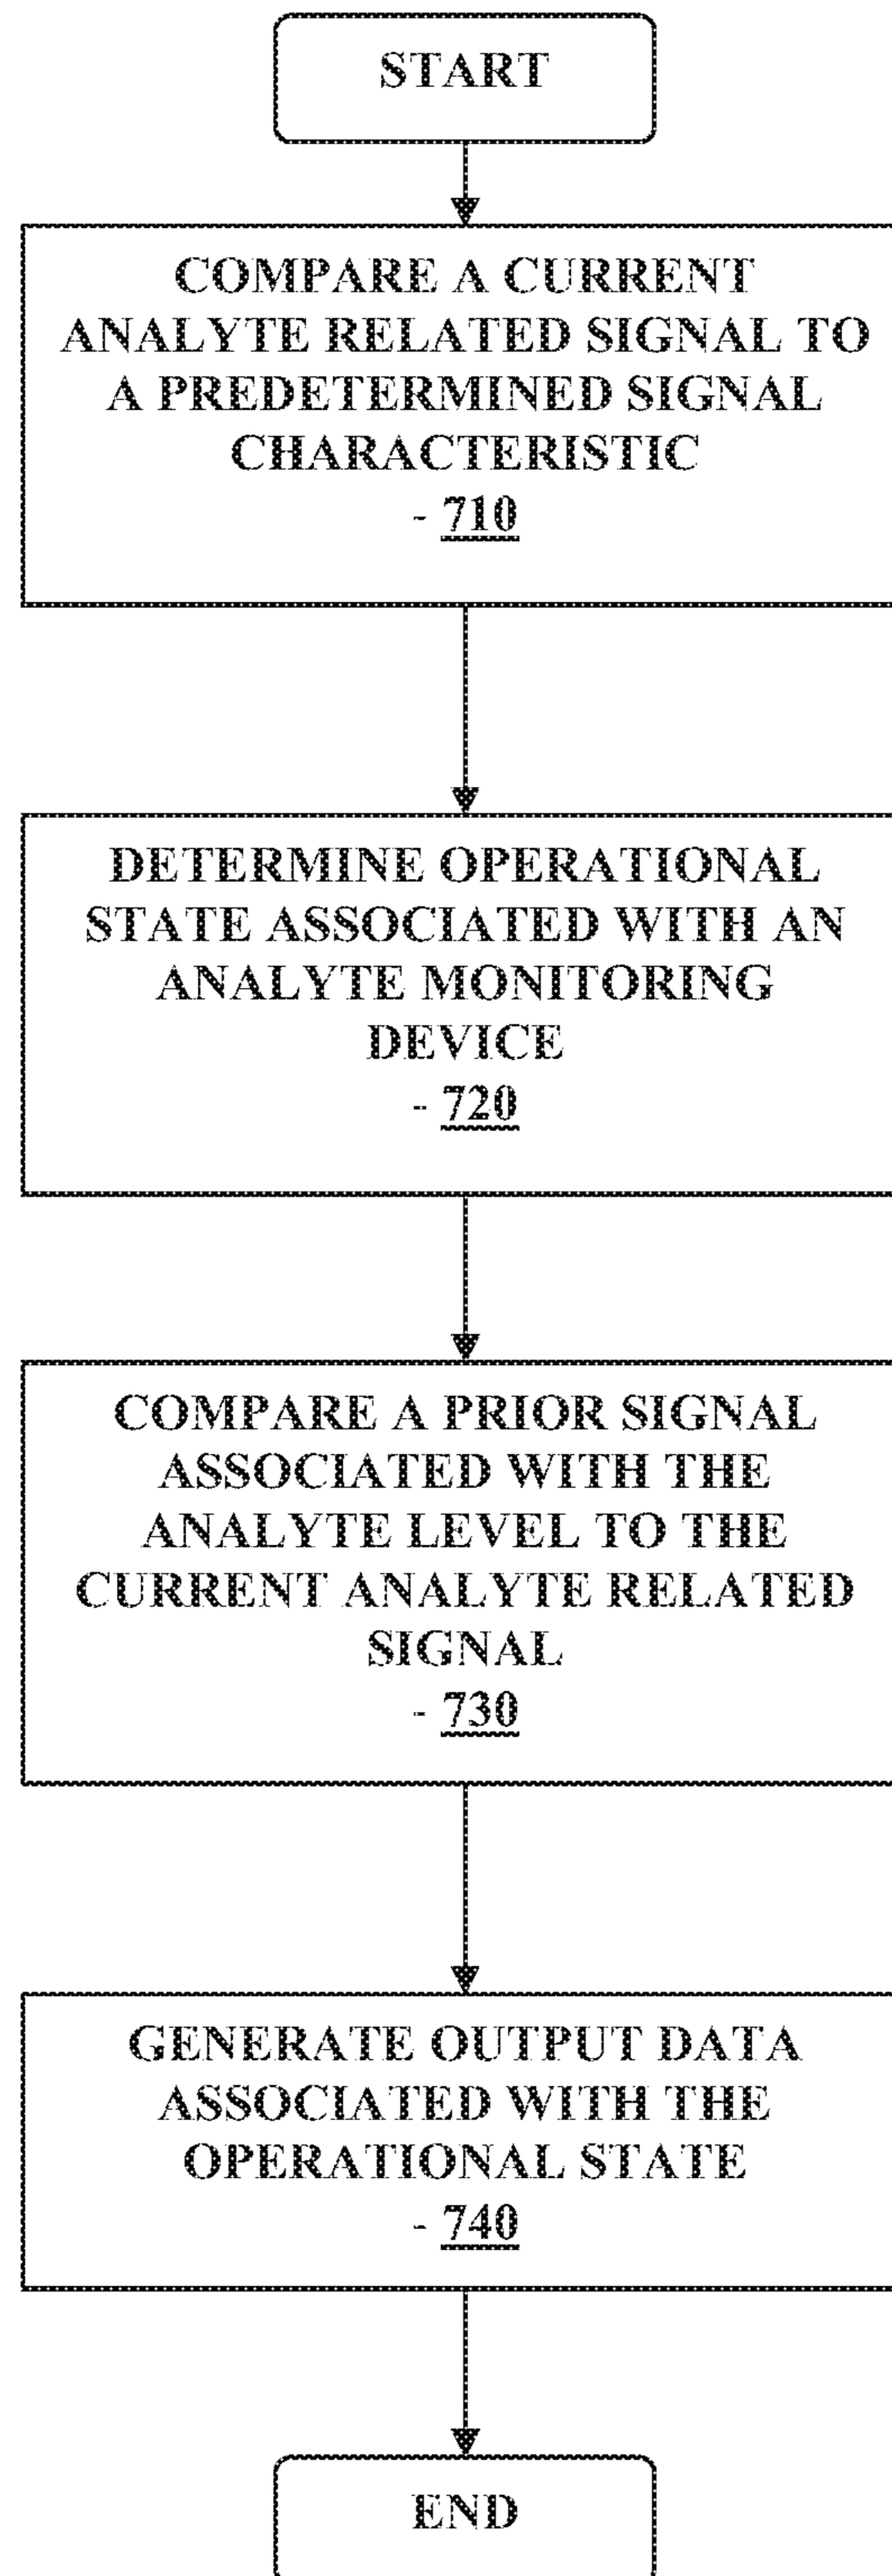 START
COMPARE A CURRENT
ANALYTE RELATED SIGNAL TO
A PREDETERMINED SIGNAL
CHARACTERISTIC
- 710
DETERMINE OPERATIONAL
STATE ASSOCIATED WITH AN
ANALYTE MONITORING
DEVICE
- 720
COMPARE A PRIOR SIGNAL
ASSOCIATED WITH THE
ANALYTE LEVEL TO THE
CURRENT ANALYTE RELATED
SIGNAL
- 730
GENERATE OUTPUT DATA
ASSOCIATED WITH THE
OPERATIONAL STATE
- 740
END